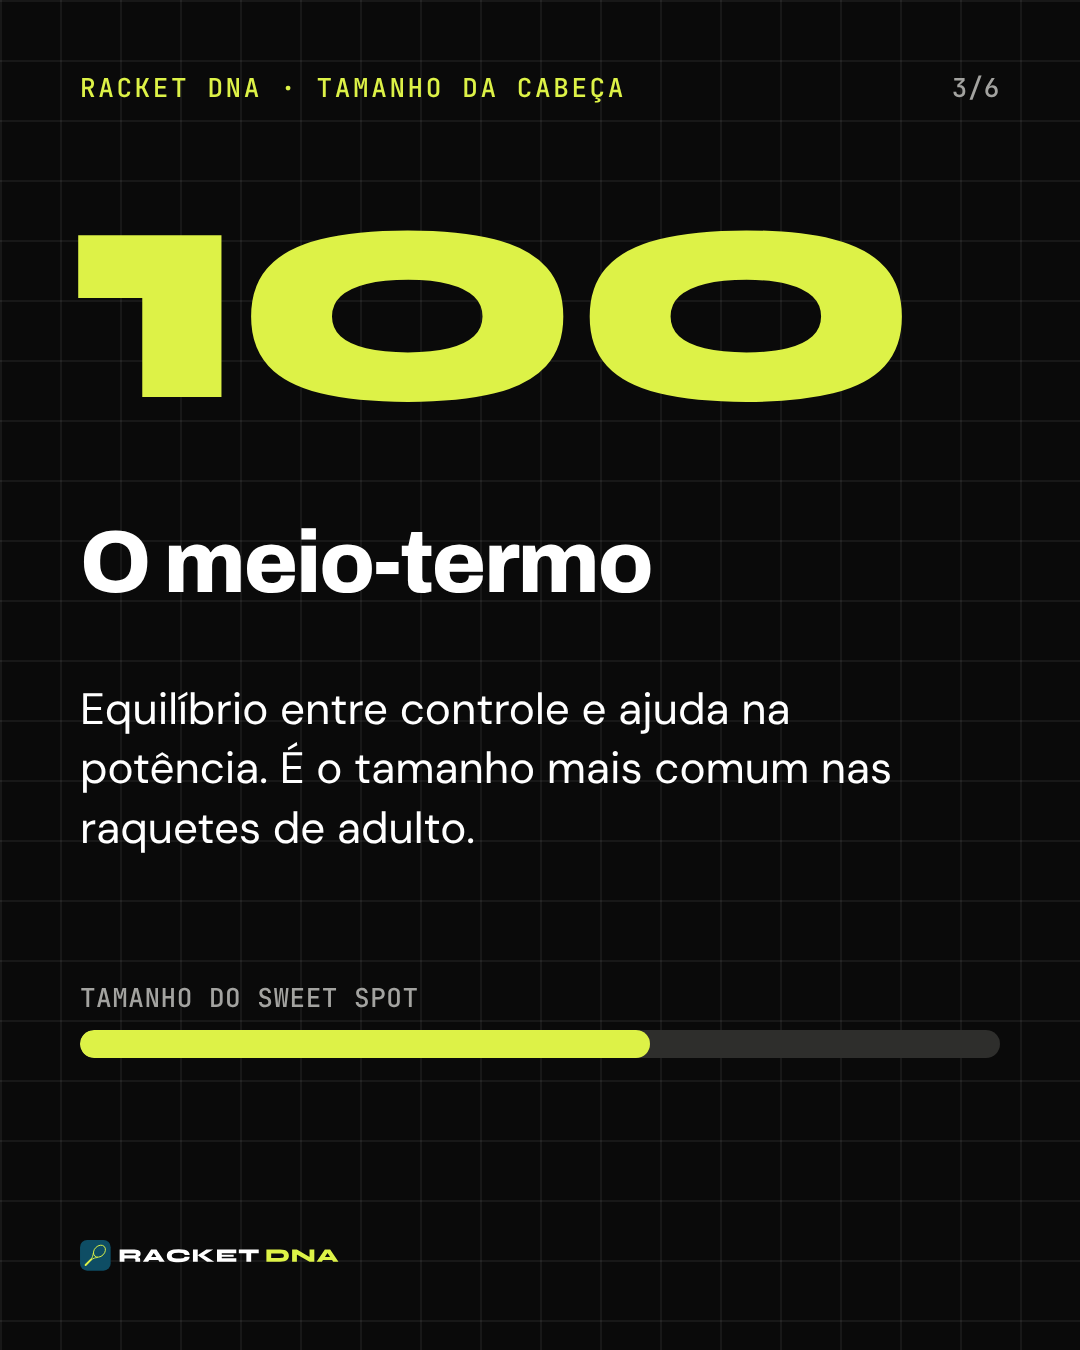 RACKET DNA · TAMANHO DA CABEÇA
3/6
100
O meio-termo
Equilíbrio entre controle e ajuda na
potência. É o tamanho mais comum nas
raquetes de adulto.
TAMANHO DO SWEET SPOT
RACKET DNA